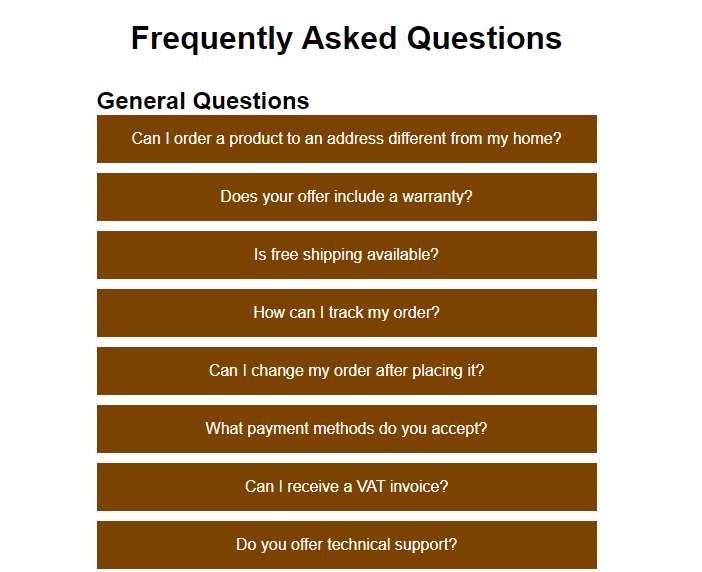 Frequently Asked Questions
General Questions
Can I order a product to an address different from my home?
Does your offer include a warranty?
Is free shipping available?
How can I track my order?
Can I change my order after placing it?
What payment methods do you accept?
Can I receive a VAT invoice?
Do you offer technical support?